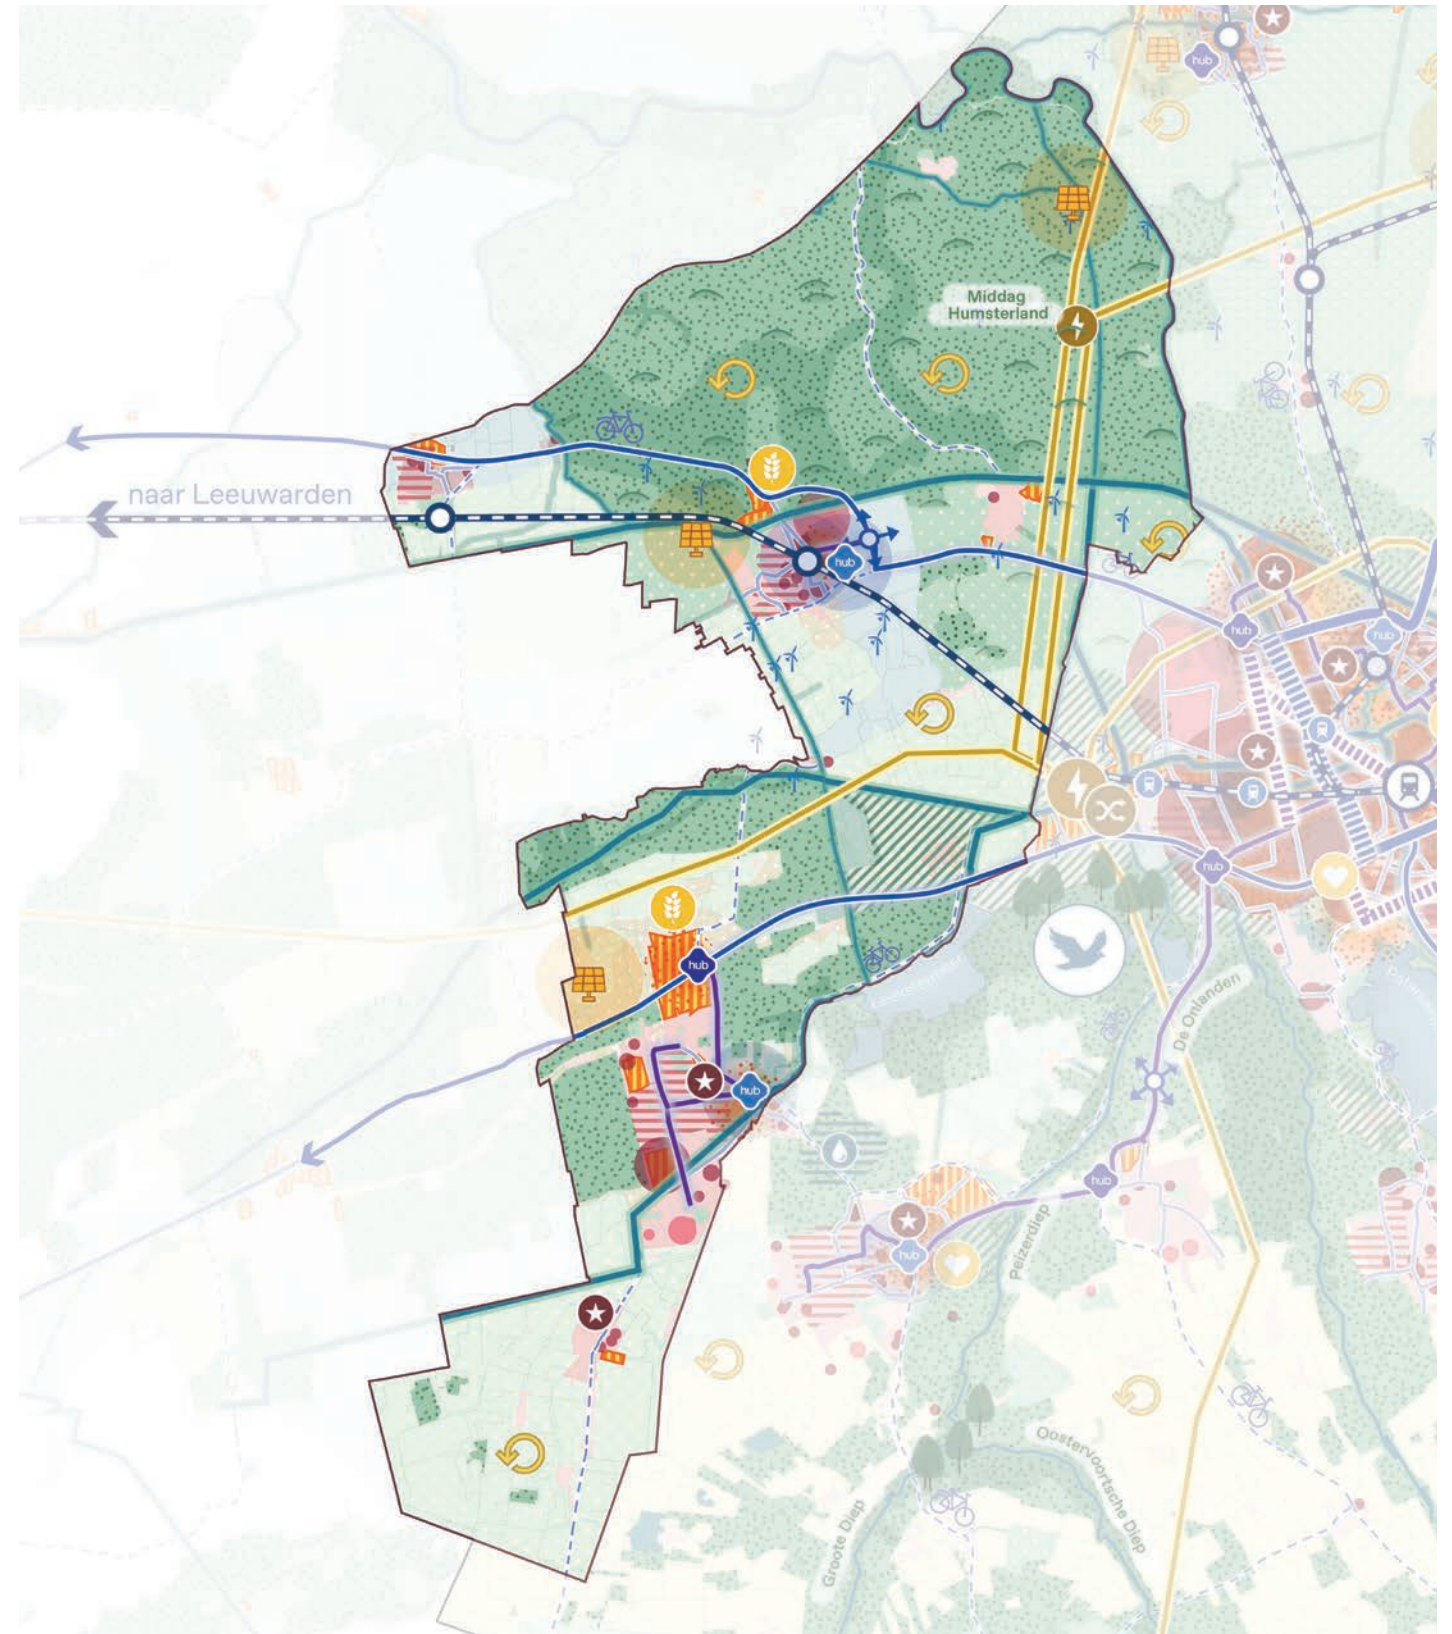 hub
Middag
Humsterland
naar Leeuwarden
hub
hub
hub
hub
hub
De Onlanden
hub
hub
hub
Peizerdiep
Oostervoortsche Diep
Groote Diep